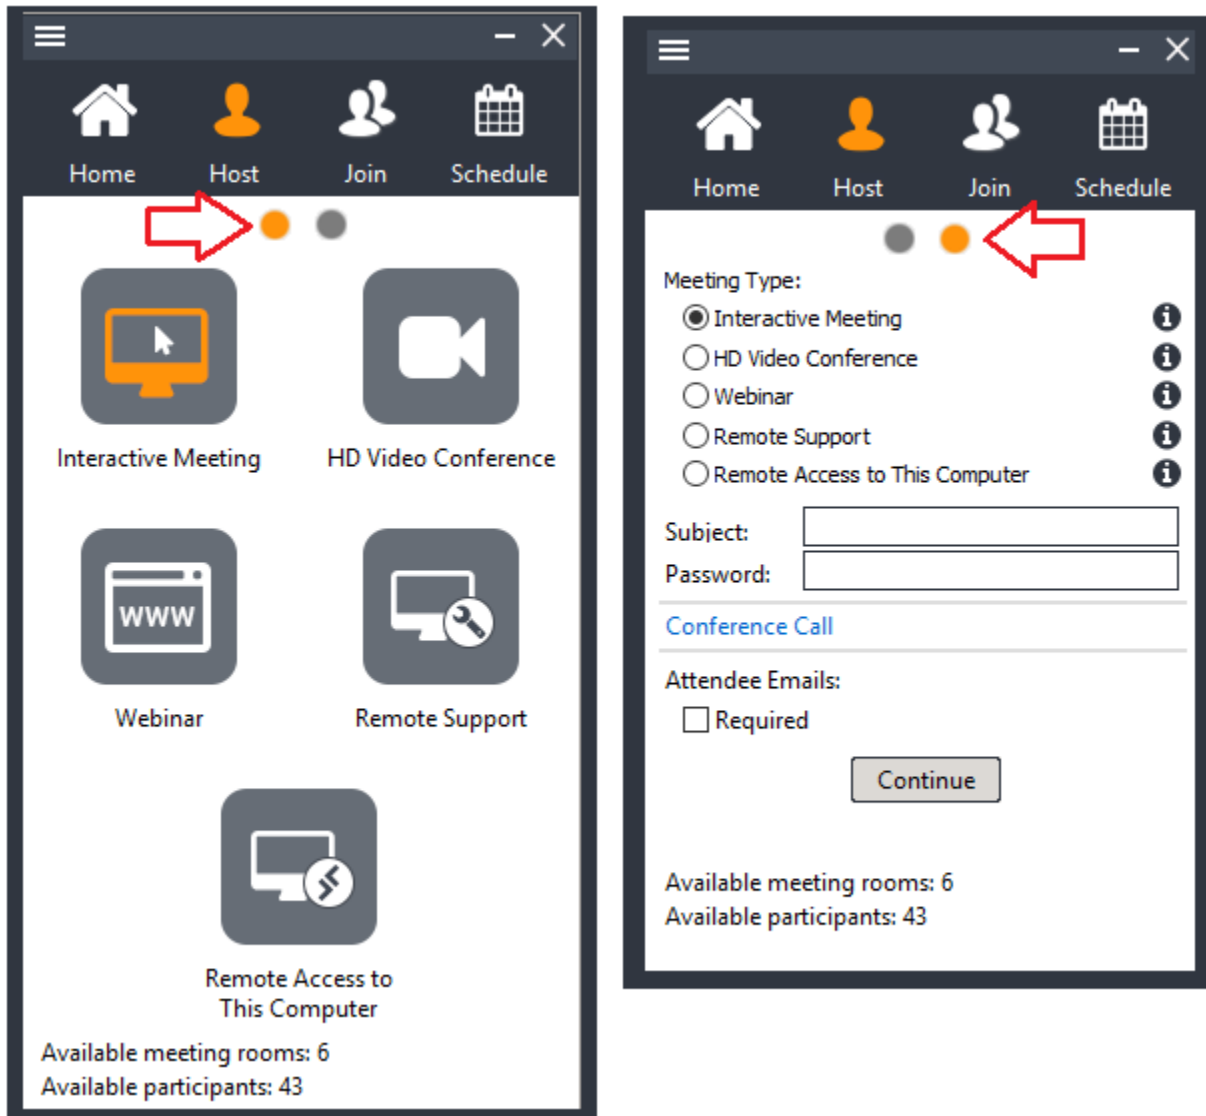 Home Host Join Schedule
Interactive Meeting HD Video Conference
WWW
Webinar Remote Support
Remote Access to
This Computer
Available meeting rooms: 6
Available participants: 43
Home Host Join Schedule
Meeting Type:
Interactive Meeting
HD Video Conference
Webinar
Remote Support
Remote Access to This Computer
Subject:
Password:
Conference Call
Attendee Emails:
Required
Continue
Available meeting rooms: 6
Available participants: 43